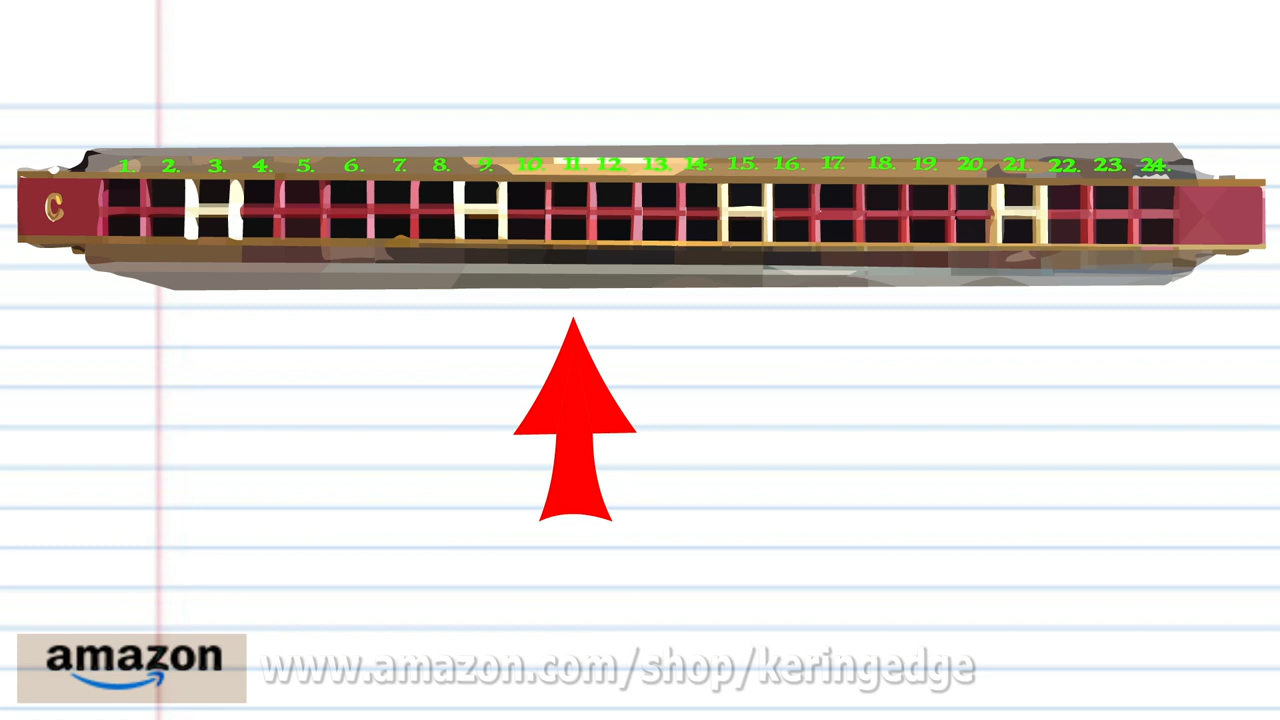 1. 2. 3. 4. 5. 6. 7. 8. 9. 10. 11. 12. 13. 14. 15. 16. 17. 18. 19. 20. 21. 22. 23. 24.
C
amazon www.amazon.com/shop/keringedge